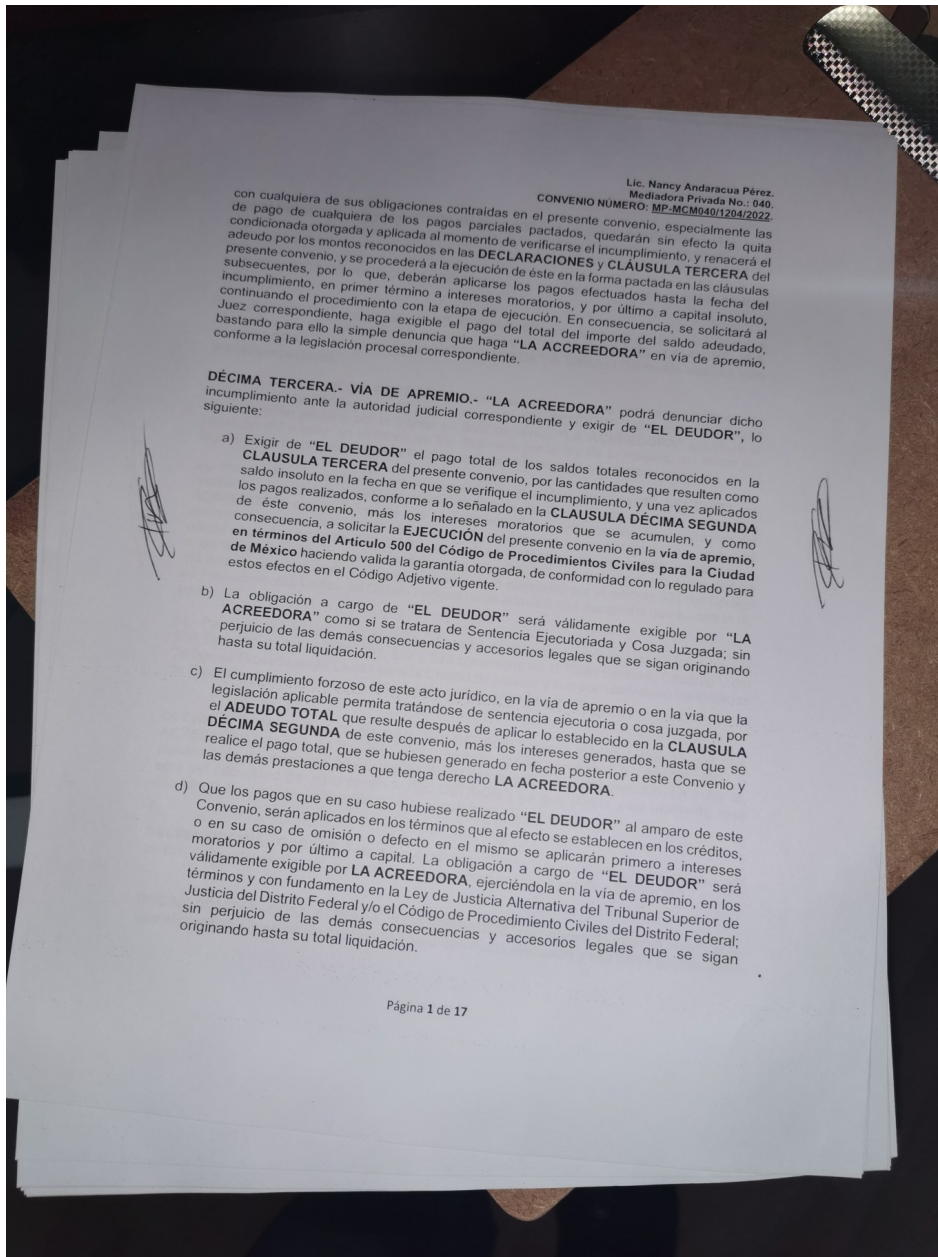 Lic. Nancy Andaracua Pérez.
Mediadora Privada No.: 040.
CONVENIO NÚMERO: MP-MCM040/1204/2022.
con cualquiera de sus obligaciones contraídas en el presente convenio, especialmente las
de pago de cualquiera de los pagos parciales pactados, quedarán sin efecto la quita
condicionada otorgada y aplicada al momento de verificarse el incumplimiento, y renacerá el
adeudo por los montos reconocidos en las DECLARACIONES y CLÁUSULA TERCERA del
presente convenio, y se procederá a la ejecución de éste en la forma pactada en las cláusulas
subsecuentes, por lo que, deberán aplicarse los pagos efectuados hasta la fecha del
incumplimiento, en primer término a intereses moratorios, y por último a capital insoluto,
continuando el procedimiento con la etapa de ejecución. En consecuencia, se solicitará al
Juez correspondiente, haga exigible el pago del total del importe del saldo adeudado,
bastando para ello la simple denuncia que haga “LA ACCREEDORA” en vía de apremio,
conforme a la legislación procesal correspondiente.
DÉCIMA TERCERA.- VÍA DE APREMIO.- “LA ACREEDORA” podrá denunciar dicho
incumplimiento ante la autoridad judicial correspondiente y exigir de “EL DEUDOR”, lo
siguiente:
a) Exigir de “EL DEUDOR” el pago total de los saldos totales reconocidos en la
CLAUSULA TERCERA del presente convenio, por las cantidades que resulten como
saldo insoluto en la fecha en que se verifique el incumplimiento, y una vez aplicados
los pagos realizados, conforme a lo señalado en la CLAUSULA DÉCIMA SEGUNDA
de éste convenio, más los intereses moratorios que se acumulen, y como
consecuencia, a solicitar la EJECUCIÓN del presente convenio en la vía de apremio,
en términos del Artículo 500 del Código de Procedimientos Civiles para la Ciudad
de México haciendo valida la garantía otorgada, de conformidad con lo regulado para
estos efectos en el Código Adjetivo vigente.
b) La obligación a cargo de “EL DEUDOR” será válidamente exigible por “LA
ACREEDORA” como si se tratara de Sentencia Ejecutoriada y Cosa Juzgada; sin
perjuicio de las demás consecuencias y accesorios legales que se sigan originando
hasta su total liquidación.
c) El cumplimiento forzoso de este acto jurídico, en la vía de apremio o en la vía que la
legislación aplicable permita tratándose de sentencia ejecutoria o cosa juzgada, por
el ADEUDO TOTAL que resulte después de aplicar lo establecido en la CLAUSULA
DÉCIMA SEGUNDA de este convenio, más los intereses generados, hasta que se
realice el pago total, que se hubiesen generado en fecha posterior a este Convenio y
las demás prestaciones a que tenga derecho LA ACREEDORA.
d) Que los pagos que en su caso hubiese realizado “EL DEUDOR” al amparo de este
Convenio, serán aplicados en los términos que al efecto se establecen en los créditos,
o en su caso de omisión o defecto en el mismo se aplicarán primero a intereses
moratorios y por último a capital. La obligación a cargo de “EL DEUDOR” será
válidamente exigible por LA ACREEDORA, ejerciéndola en la vía de apremio, en los
términos y con fundamento en la Ley de Justicia Alternativa del Tribunal Superior de
Justicia del Distrito Federal y/o el Código de Procedimiento Civiles del Distrito Federal;
sin perjuicio de las demás consecuencias y accesorios legales que se sigan
originando hasta su total liquidación.
Página 1 de 17